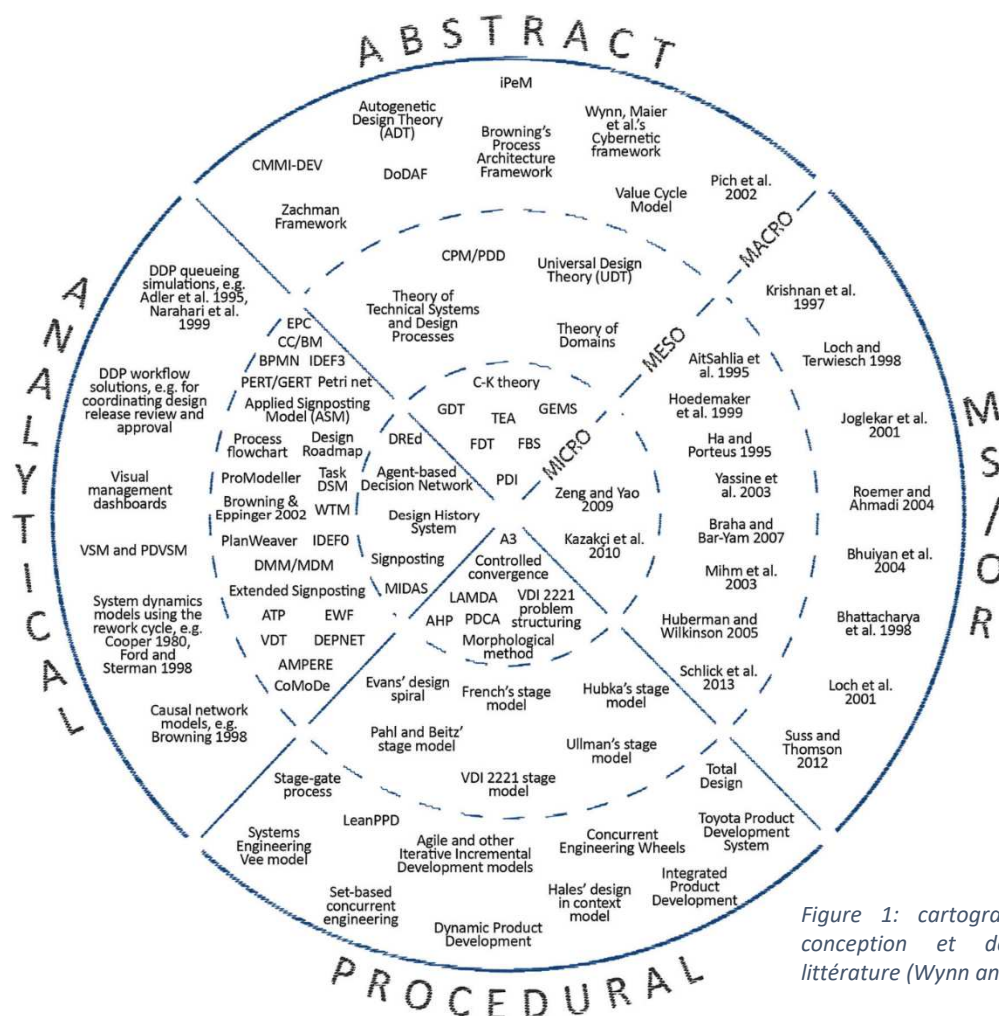 ABSTRACT
iPeM
Autogenetic
Design Theory
(ADT)
Wynn, Maier
et al.'s
Cybernetic
framework
Browning's
Process
Architecture
Framework
CMMI-DEV
DoDAF
Pich et al.
2002
Value Cycle
Model
Zachman
Framework
MACRO
CPM/PDD
Universal Design
Theory (UDT)
Theory of
Technical Systems
and Design
Processes
Theory of
Domains
MESO
C-K theory
GDT
TEA
GEMS
FDT
FBS
PDI
MICRO
ANALYTICAL
DDP queueing
simulations, e.g.
Adler et al. 1995,
Narahari et al.
1999
DDP workflow
solutions, e.g. for
coordinating design
release review and
approval
Visual
management
dashboards
VSM and PDVSM
System dynamics
models using the
rework cycle, e.g.
Cooper 1980,
Ford and
Sterman 1998
Causal network
models, e.g.
Browning 1998
EPC
CC/BM
BPMN IDEF3
PERT/GERT Petri net
Applied Signposting
Model (ASM)
Process
flowchart
Design
Roadmap
ProModeller
Task
DSM
Browning &
Eppinger 2002
WTM
PlanWeaver IDEF0
DMM/MDM
Extended Signposting
ATP EWF
VDT DEPNET
AMPERE
CoMoDe
DREd
Agent-based
Decision Network
Design History
System
Signposting
MIDAS
MS/OR
Krishnan et al.
1997
Loch and
Terwiesch 1998
Joglekar et al.
2001
Roemer and
Ahmadi 2004
Bhuiyan et al.
2004
Bhattacharya
et al. 1998
Loch et al.
2001
Suss and
Thomson
2012
AitSahlia et
al. 1995
Hoedemaker
et al. 1999
Ha and
Porteus 1995
Yassine et
al. 2003
Braha and
Bar-Yam 2007
Mihm et al.
2003
Huberman and
Wilkinson 2005
Schlick et al.
2013
Zeng and Yao
2009
Kazakçi et al.
2010
A3
Controlled
convergence
LAMDA
VDI 2221
problem
structuring
AHP PDCA
Morphological
method
Evans' design
spiral
French's stage
model
Hubka's stage
model
Pahl and Beitz'
stage model
Ullman's stage
model
VDI 2221 stage
model
Stage-gate
process
Total
Design
LeanPPD
Toyota Product
Development
System
Systems
Engineering
Vee model
Agile and other
Iterative Incremental
Development models
Concurrent
Engineering Wheels
Integrated
Product
Development
Set-based
concurrent
engineering
Hales' design
in context
model
Dynamic Product
Development
PROCEDURAL
Figure 1: cartogra
conception et d
littérature (Wynn an